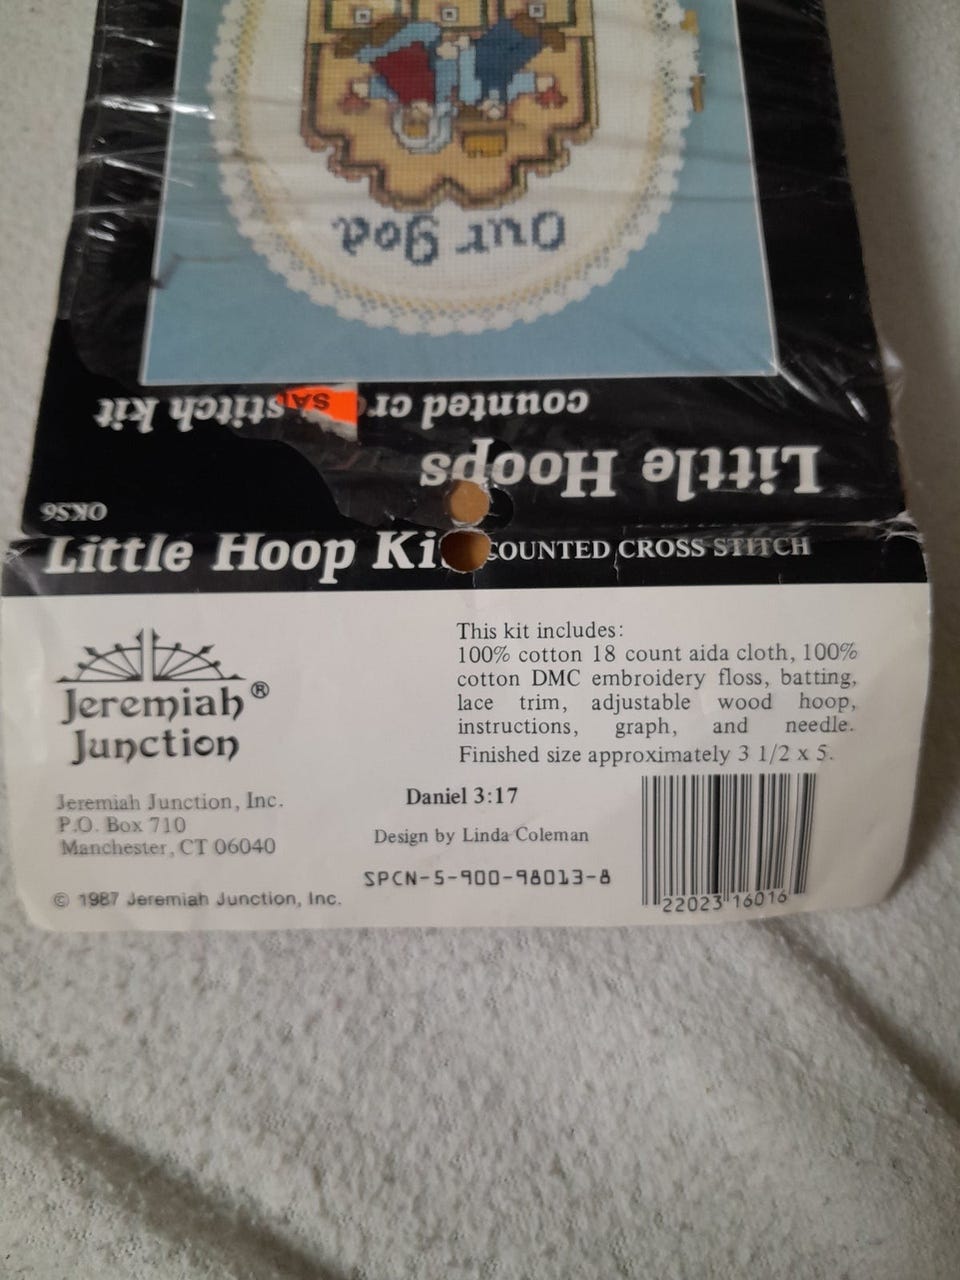 Our god
counted cr stitch kit
SA
Little Hoops
OK56
Little Hoop Ki COUNTED CROSS STITCH
Jeremiah®
Junction
This kit includes:
100% cotton 18 count aida cloth, 100%
cotton DMC embroidery floss, batting,
lace trim, adjustable wood hoop,
instructions, graph, and needle.
Finished size approximately 3 1/2 x 5.
Jeremiah Junction, Inc.
P.O. Box 710
Manchester, CT 06040
Daniel 3:17
Design by Linda Coleman
SPCN-5-900-98013-8
© 1987 Jeremiah Junction, Inc.
22023 16016